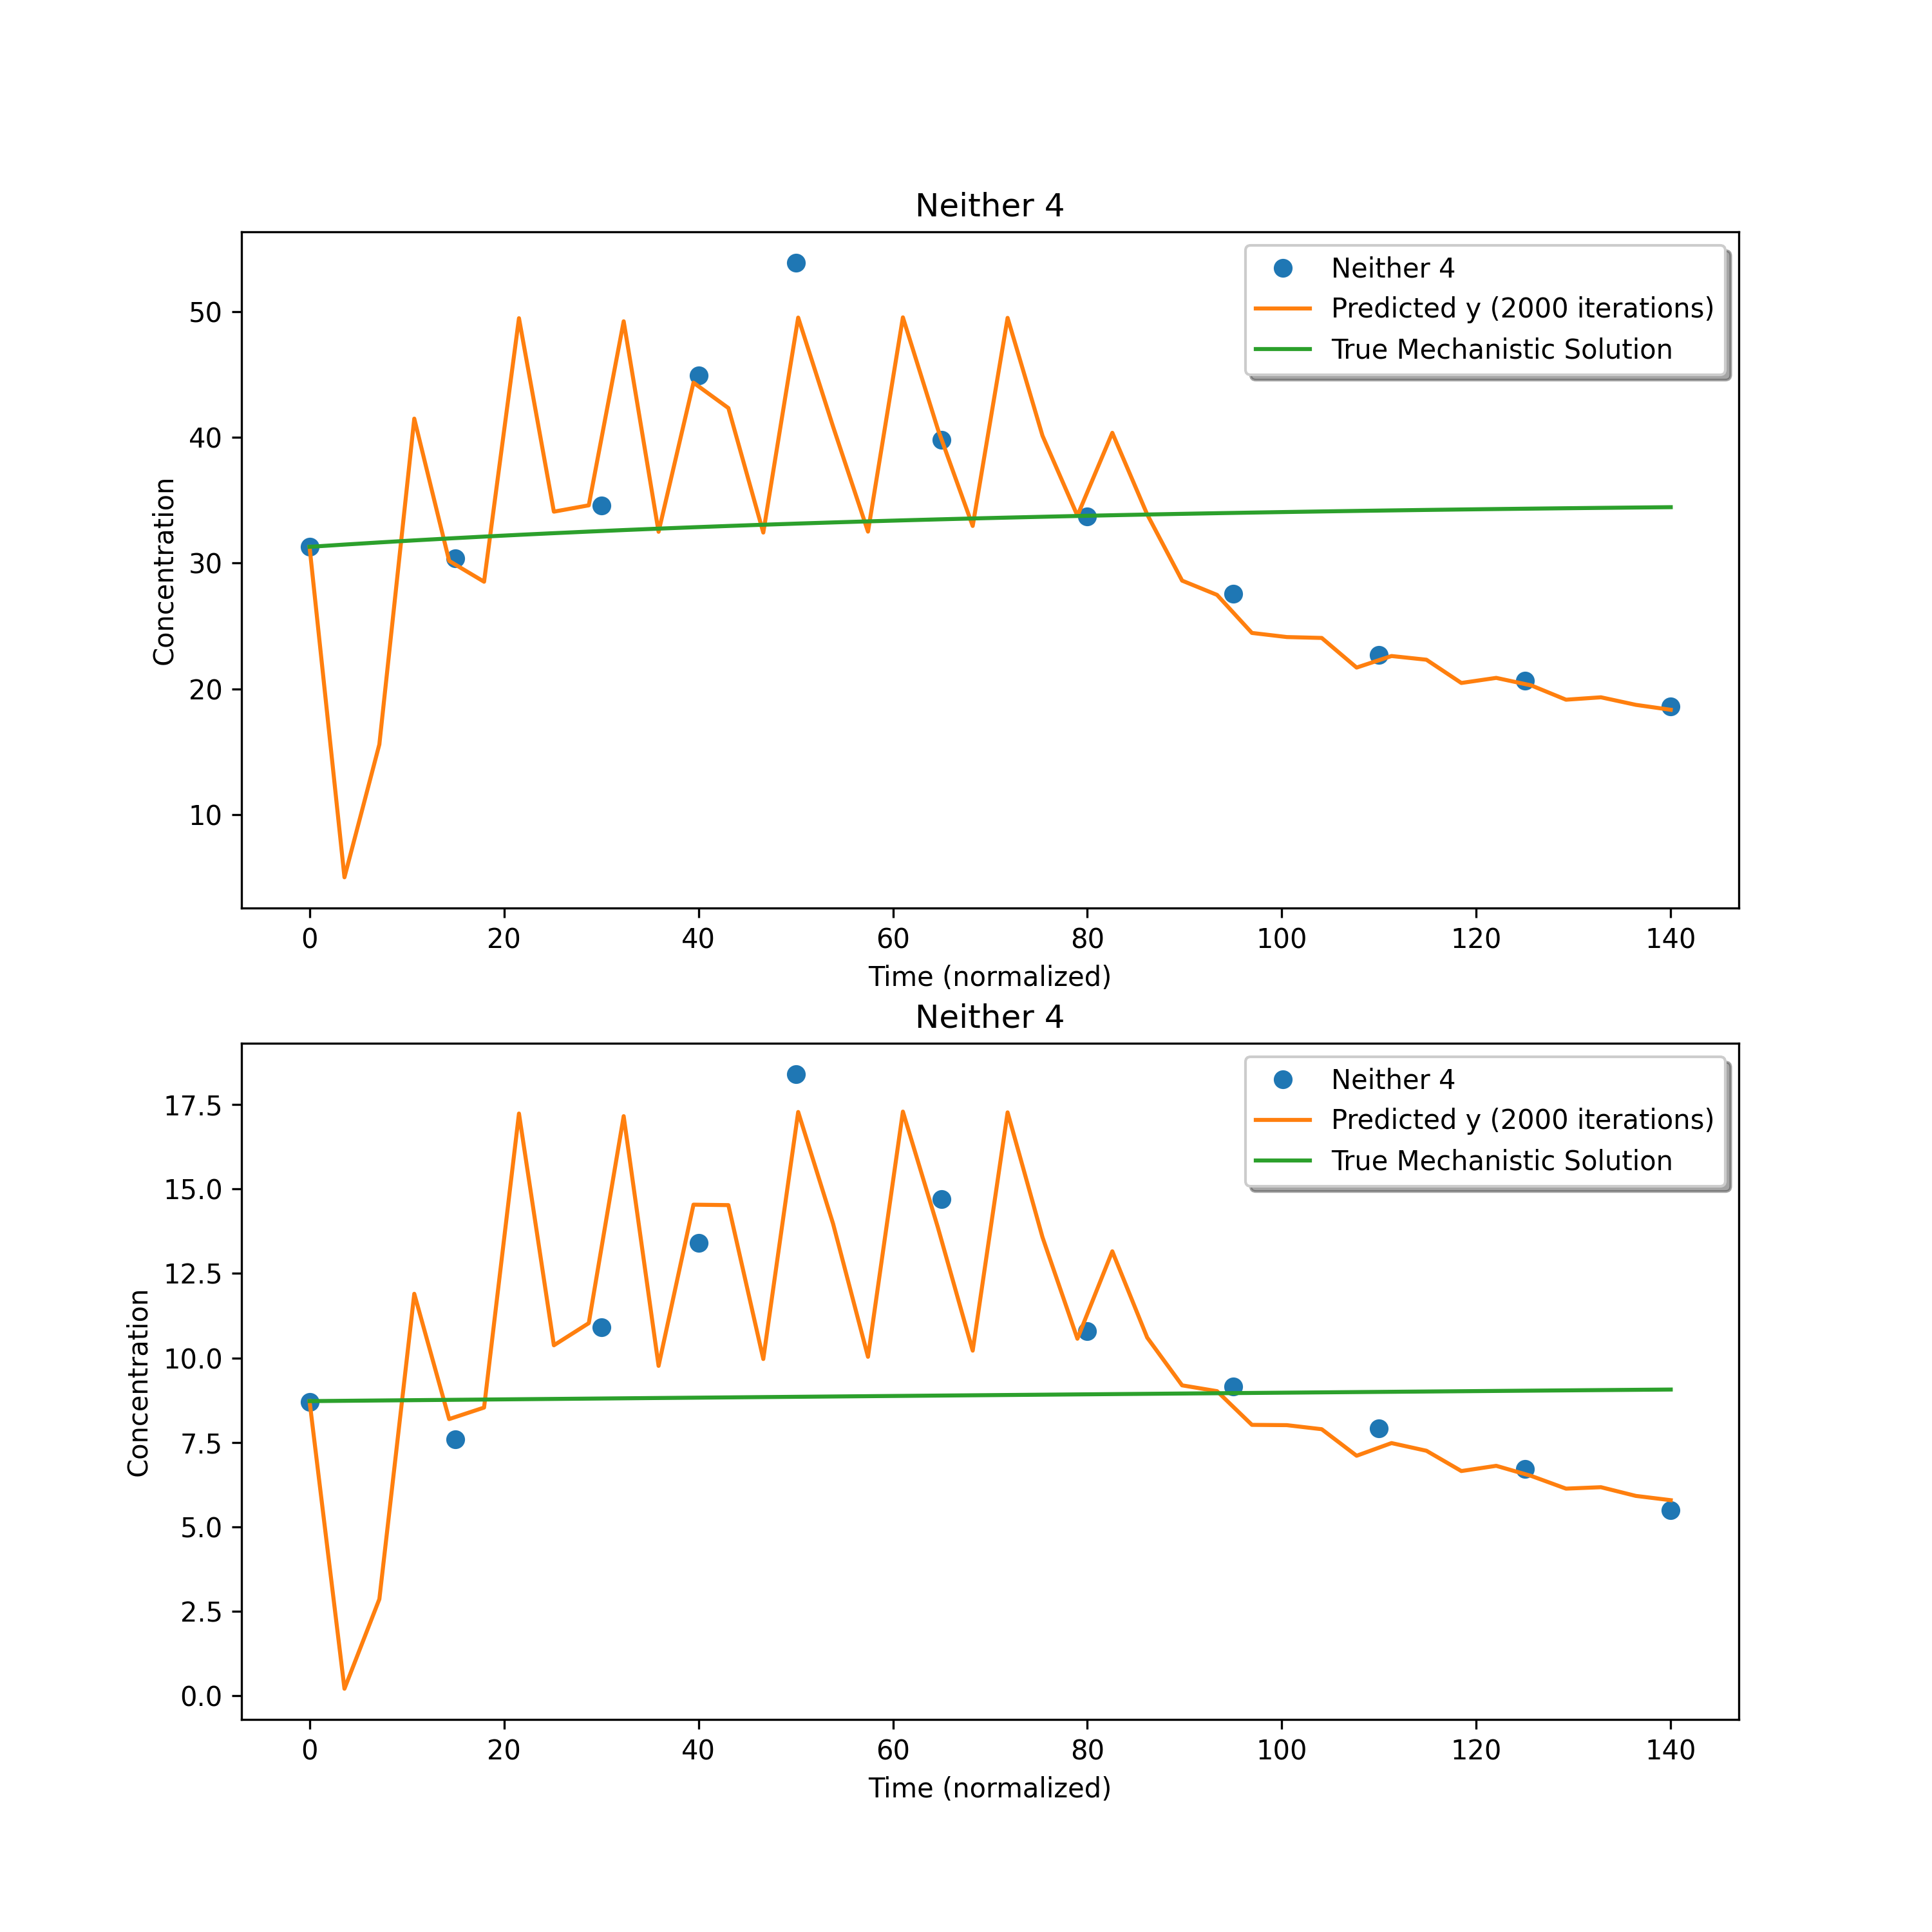 Neither 4
Neither 4
Predicted y (2000 iterations)
True Mechanistic Solution
50
40
30
20
10
Concentration
0 20 40 60 80 100 120 140
Time (normalized)
Neither 4
Neither 4
Predicted y (2000 iterations)
True Mechanistic Solution
17.5
15.0
12.5
10.0
7.5
5.0
2.5
0.0
Concentration
0 20 40 60 80 100 120 140
Time (normalized)